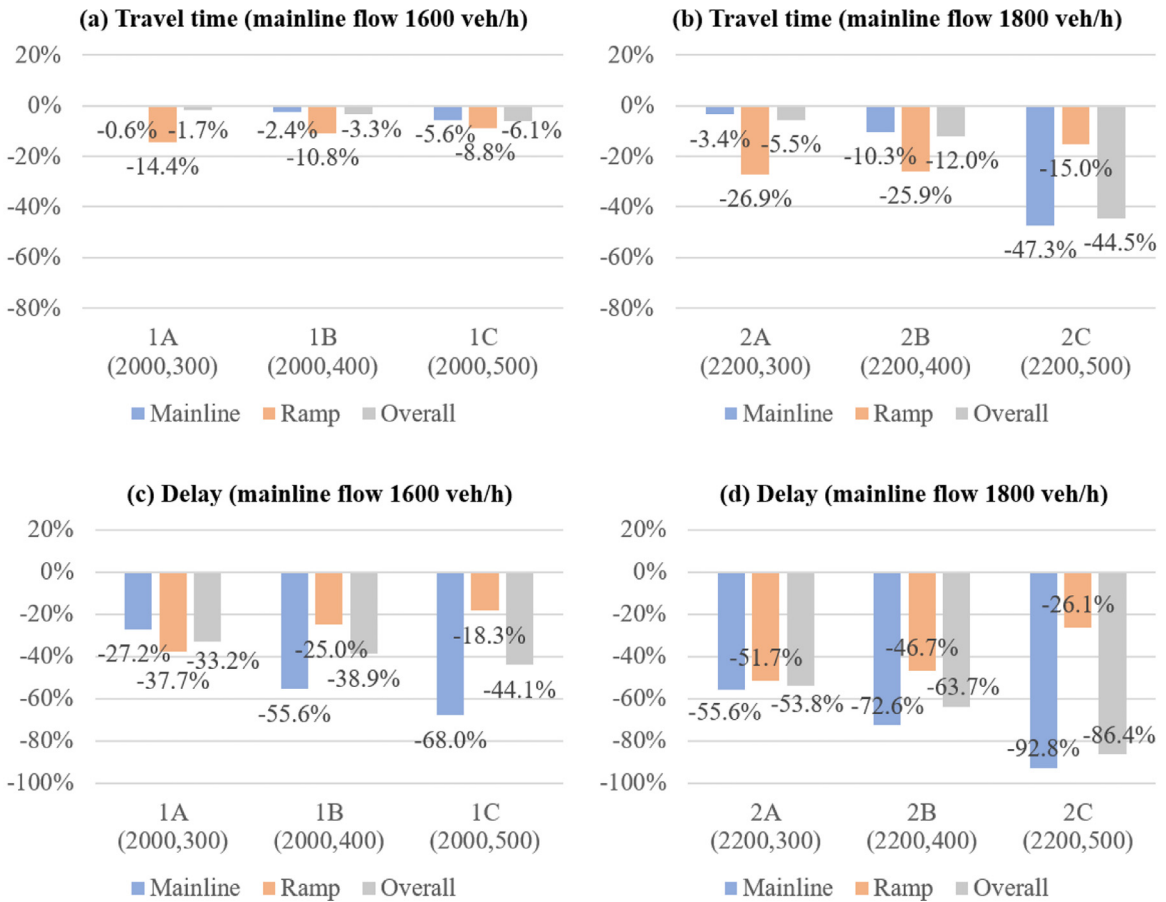 (a) Travel time (mainline flow 1600 veh/h)
20%
0%
-20%
-40%
-60%
-80%
-0.6%
-14.4%
-1.7%
-2.4%
-10.8%
-3.3%
-5.6%
-8.8%
-6.1%
1A
(2000,300)
1B
(2000,400)
1C
(2000,500)
Mainline
Ramp
Overall
(b) Travel time (mainline flow 1800 veh/h)
20%
0%
-20%
-40%
-60%
-80%
-3.4%
-26.9%
-5.5%
-10.3%
-25.9%
-12.0%
-47.3%
-15.0%
-44.5%
2A
(2200,300)
2B
(2200,400)
2C
(2200,500)
Mainline
Ramp
Overall
(c) Delay (mainline flow 1600 veh/h)
20%
0%
-20%
-40%
-60%
-80%
-100%
-27.2%
-37.7%
-33.2%
-55.6%
-25.0%
-38.9%
-68.0%
-18.3%
-44.1%
1A
(2000,300)
1B
(2000,400)
1C
(2000,500)
Mainline
Ramp
Overall
(d) Delay (mainline flow 1800 veh/h)
20%
0%
-20%
-40%
-60%
-80%
-100%
-55.6%
-51.7%
-53.8%
-72.6%
-46.7%
-63.7%
-92.8%
-26.1%
-86.4%
2A
(2200,300)
2B
(2200,400)
2C
(2200,500)
Mainline
Ramp
Overall